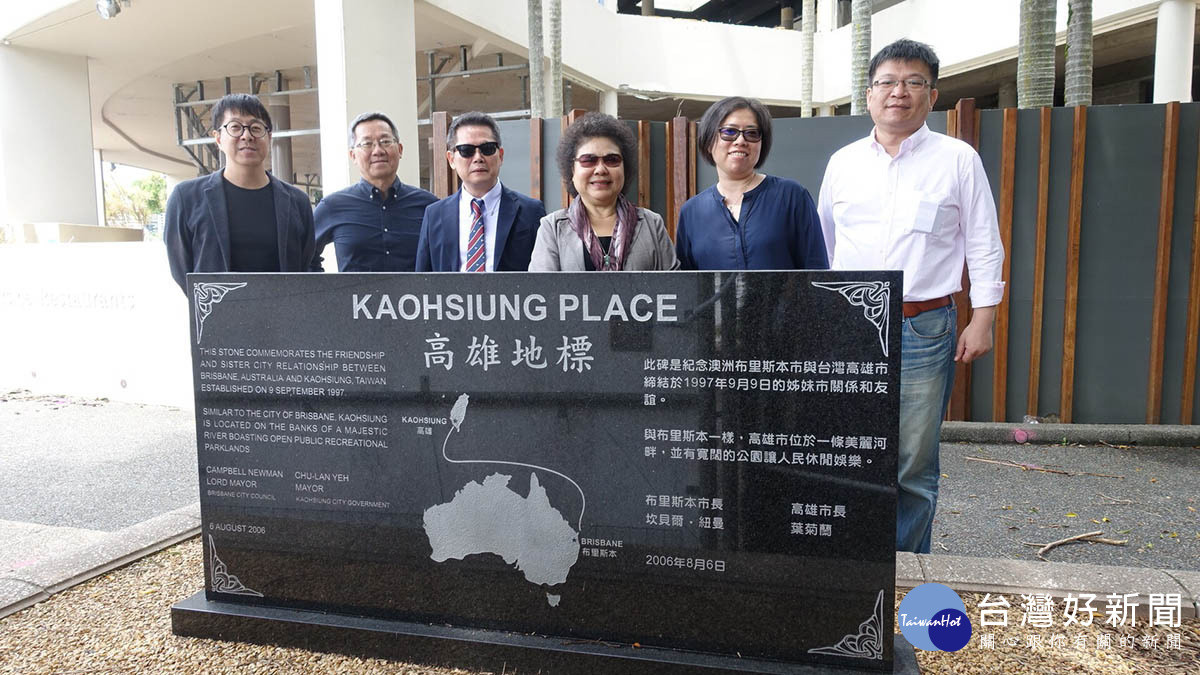 KAOHSIUNG PLACE
高雄地標
THIS STONE COMMEMORATES THE FRIENDSHIP
AND SISTER CITY RELATIONSHIP BETWEEN
BRISBANE, AUSTRALIA AND KAOHSIUNG, TAIWAN
ESTABLISHED ON 9 SEPTEMBER 1997.
SIMILAR TO THE CITY OF BRISBANE, KAOHSIUNG
IS LOCATED ON THE BANKS OF A MAJESTIC
RIVER BOASTING OPEN PUBLIC RECREATIONAL
PARKLANDS
CAMPBELL NEWMAN
LORD MAYOR
BRISBANE CITY COUNCIL
CHU-LAN YEH
MAYOR
KAOHSIUNG CITY GOVERNMENT
6 AUGUST 2006
KAOHSIUNG
高雄
BRISBANE
布里斯本
此碑是紀念澳洲布里斯本市與台灣高雄市
締結於1997年9月9日的姊妹市關係和友
誼。
與布里斯本一樣，高雄市位於一條美麗河
畔，並有寬闊的公園讓人民休閒娛樂。
布里斯本市長
坎貝爾・紐曼
高雄市長
葉菊蘭
2006年8月6日
TaiwanHot
台灣好新聞
關心跟你有關的新聞